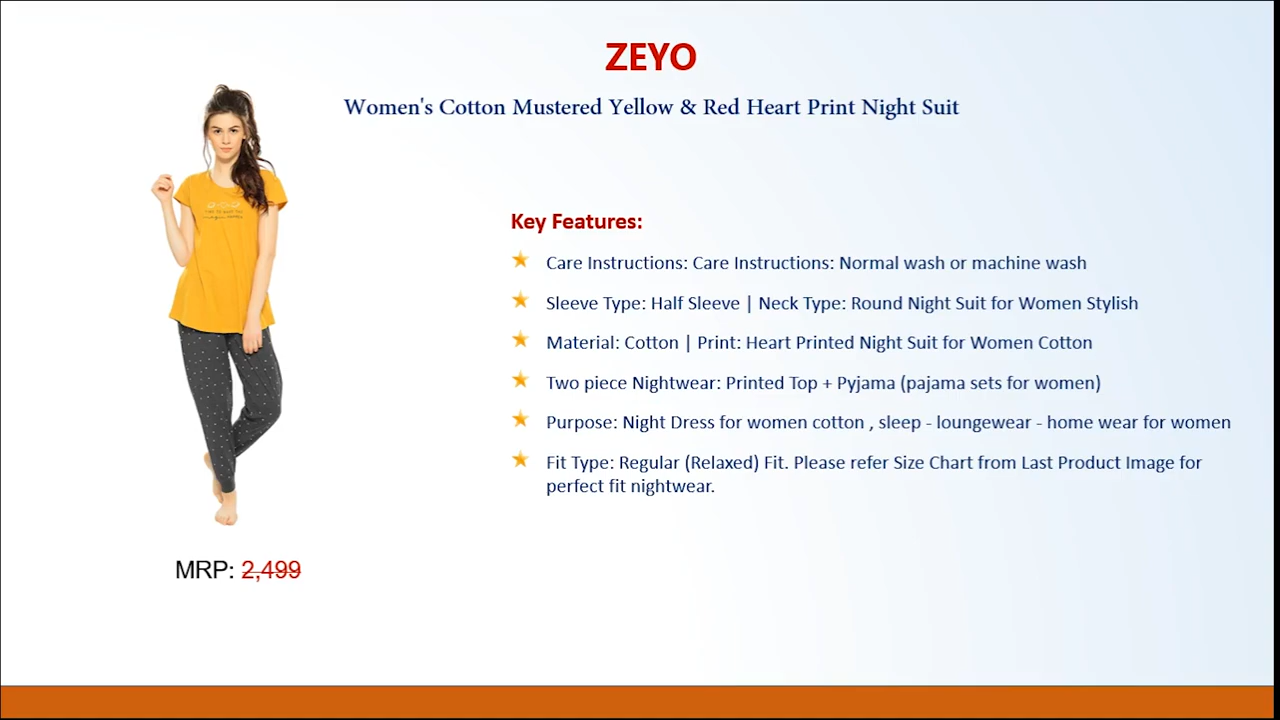 ZEYO
Women's Cotton Mustered Yellow & Red Heart Print Night Suit
Key Features:
Care Instructions: Care Instructions: Normal wash or machine wash
Sleeve Type: Half Sleeve | Neck Type: Round Night Suit for Women Stylish
Material: Cotton | Print: Heart Printed Night Suit for Women Cotton
Two piece Nightwear: Printed Top + Pyjama (pajama sets for women)
Purpose: Night Dress for women cotton , sleep - loungewear - home wear for women
Fit Type: Regular (Relaxed) Fit. Please refer Size Chart from Last Product Image for
perfect fit nightwear.
MRP: 2,499